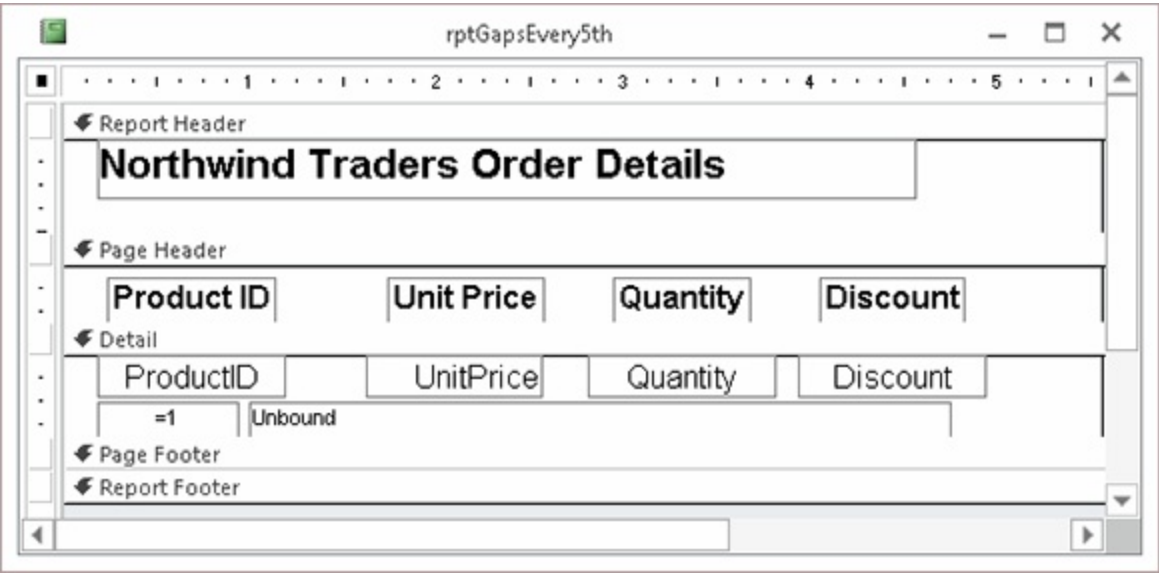 rptGapsEvery5th
1 2 3 4 5
Report Header
Northwind Traders Order Details
Page Header
Product ID Unit Price Quantity Discount
Detail
ProductID UnitPrice Quantity Discount
=1 Unbound
Page Footer
Report Footer